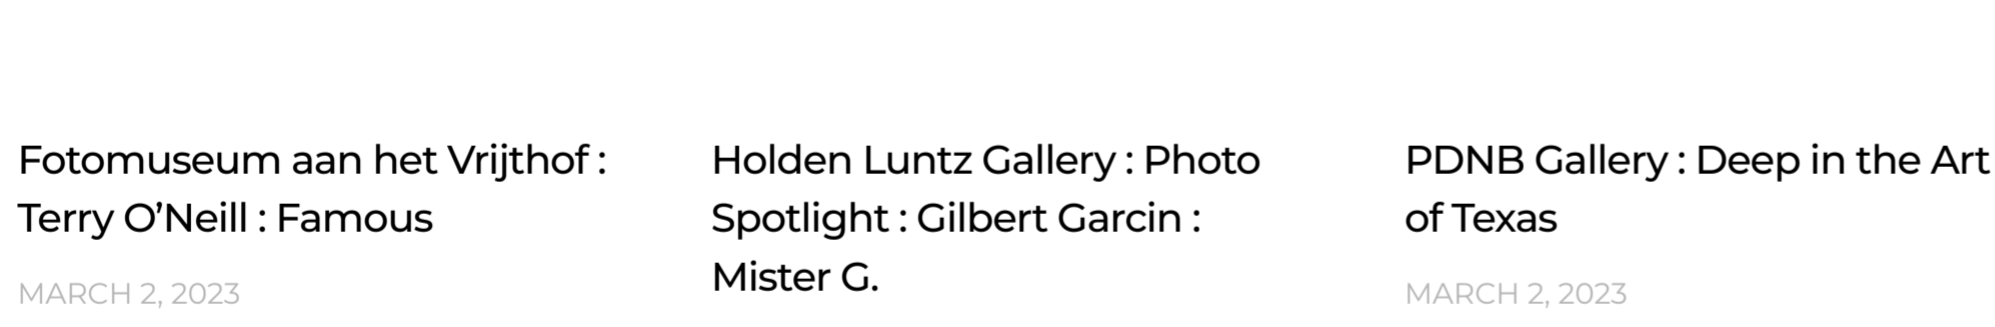 Fotomuseum aan het Vrijthof :
Terry O’Neill : Famous
MARCH 2, 2023
Holden Luntz Gallery : Photo
Spotlight : Gilbert Garcin :
Mister G.
PDNB Gallery : Deep in the Art
of Texas
MARCH 2, 2023